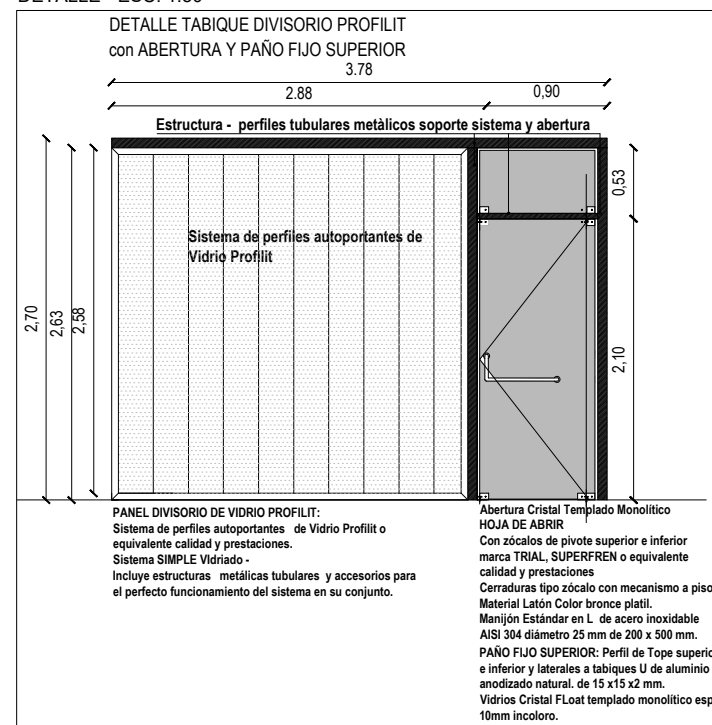 DETALLE TABIQUE DIVISORIO PROFILIT
con ABERTURA Y PAÑO FIJO SUPERIOR
3.78
2.88
0,90
Estructura - perfiles tubulares metàlicos soporte sistema y abertura
0,53
Sistema de perfiles autoportantes de
Vidrio Profilit
2,70
2,63
2,58
2,10
PANEL DIVISORIO DE VIDRIO PROFILIT:
Sistema de perfiles autoportantes de Vidrio Profilit o
equivalente calidad y prestaciones.
Sistema SIMPLE VIdriado -
Incluye estructuras metálicas tubulares y accesorios para
el perfecto funcionamiento del sistema en su conjunto.
Abertura Cristal Templado Monolítico
HOJA DE ABRIR
Con zócalos de pivote superior e inferior
marca TRIAL, SUPERFREN o equivalente
calidad y prestaciones
Cerraduras tipo zócalo con mecanismo a piso
Material Latón Color bronce platil.
Manijón Estándar en L de acero inoxidable
AISI 304 diámetro 25 mm de 200 x 500 mm.
PAÑO FIJO SUPERIOR: Perfil de Tope superio
e inferior y laterales a tabiques U de aluminio
anodizado natural. de 15 x15 x2 mm.
Vidrios Cristal FLoat templado monolítico esp
10mm incoloro.